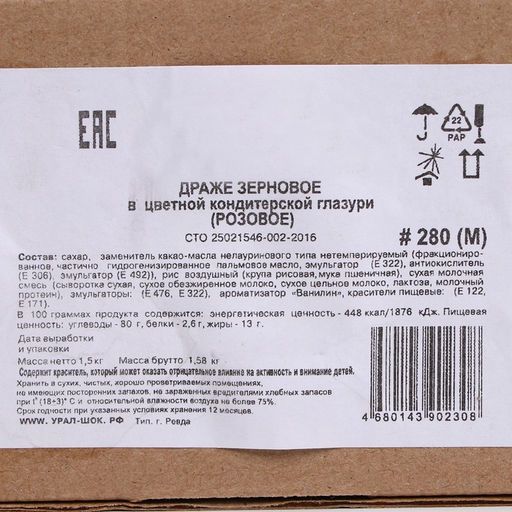 EAC
22
PAP
ДРАЖЕ ЗЕРНОВОЕ
в цветной кондитерской глазури
(РОЗОВОЕ)
СТО 25021546-002-2016
# 280 (М)
Состав: сахар, заменитель какао-масла нелауринового типа нетемперируемый (фракциониро-
ванное, частично гидрогенизированное пальмовое масло, эмульгатор (Е 322), антиокислитель
(Е 306), эмульгатор (Е 492)), рис воздушный (крупа рисовая, мука пшеничная), сухая молочная
смесь (сыворотка сухая, сухое обезжиренное молоко, сухое цельное молоко, лактоза, молочный
протеин), эмульгаторы: (Е 476, Е 322), ароматизатор «Ванилин», красители пищевые: (Е 122,
Е 171).
В 100 граммах продукта содержится: энергетическая ценность - 448 ккал/1876 кДж. Пищевая
ценность: углеводы - 80 г, белки - 2,6 г, жиры - 13 г.
Дата выработки
и упаковки
Масса нетто 1,5 кг Масса брутто 1,58 кг
Содержит краситель, который может оказать отрицательное влияние на активность и внимание детей.
Хранить в сухих, чистых, хорошо проветриваемых помещениях,
не имеющих посторонних запахов, не зараженных вредителями хлебных запасов
при t° (18+3)° С и относительной влажности воздуха не более 75%.
Срок годности при указанных условиях хранения 12 месяцев.
WWW. УРАЛ-ШОК. РФ Тип. г. Ревда
4 680143 902308